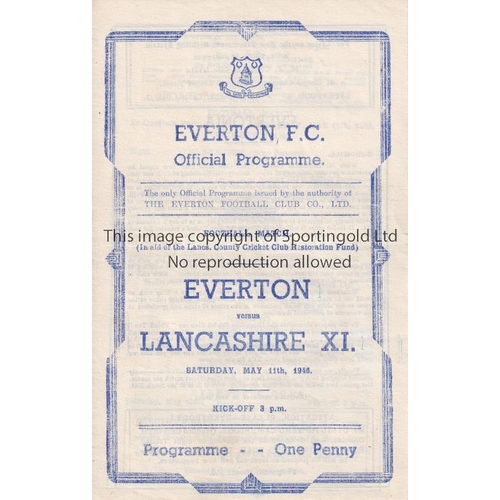 EVERTON F.C.
Official Programme.
The only Official Programme issued by the authority of
THE EVERTON FOOTBALL CLUB CO., LTD.
FOOTBALL MATCH
This image copyright of Sportingold Ltd
(In aid of the Lancs. County Cricket Club Restoration Fund)
No reproduction allowed
EVERTON
versus
LANCASHIRE XI.
SATURDAY, MAY 11th, 1946.
KICK-OFF 3 p.m.
Programme - - One Penny